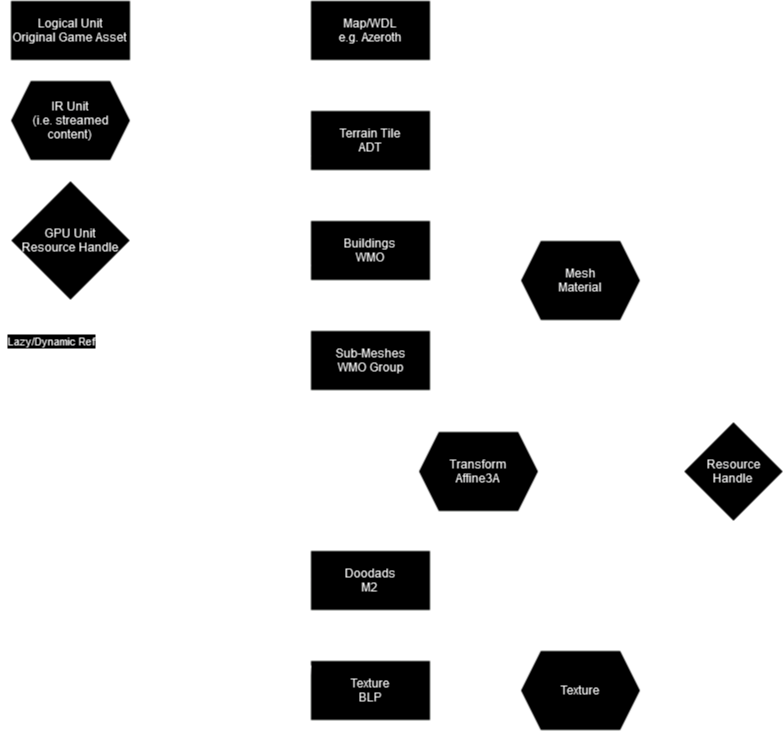 Logical Unit
Original Game Asset
IR Unit
(i.e. streamed
content)
GPU Unit
Resource Handle
Lazy/Dynamic Ref
Map/WDL
e.g. Azeroth
Terrain Tile
ADT
Buildings
WMO
Mesh
Material
Sub-Meshes
WMO Group
Transform
Affine3A
Resource
Handle
Doodads
M2
Texture
BLP
Texture